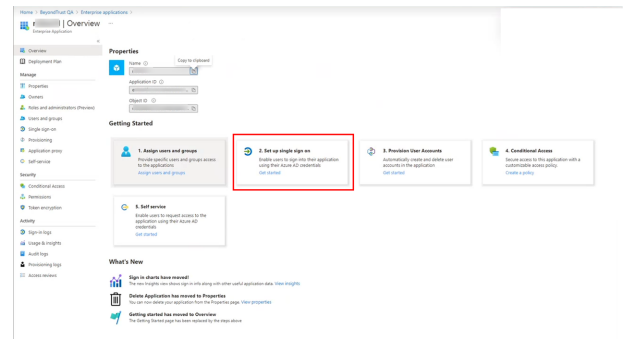 Home > BeyondTrust QA > Enterprise applications >
| Overview ...
Enterprise Application
Overview
Deployment Plan
Manage
Properties
Owners
Roles and administrators (Preview)
Users and groups
Single sign-on
Provisioning
Application proxy
Self-service
Security
Conditional Access
Permissions
Token encryption
Activity
Sign-in logs
Usage & insights
Audit logs
Provisioning logs
Access reviews
Properties
Copy to clipboard
Name
Application ID
Object ID
Getting Started
1. Assign users and groups
Provide specific users and groups access
to the applications
Assign users and groups
2. Set up single sign on
Enable users to sign into their application
using their Azure AD credentials
Get started
3. Provision User Accounts
Automatically create and delete user
accounts in the application
Get started
4. Conditional Access
Secure access to this application with a
customizable access policy.
Create a policy
5. Self service
Enable users to request access to the
application using their Azure AD
credentials
Get started
What's New
Sign in charts have moved!
The new Insights view shows sign in info along with other useful application data. View insights
Delete Application has moved to Properties
You can now delete your application from the Properties page. View properties
Getting started has moved to Overview
The Getting Started page has been replaced by the steps above